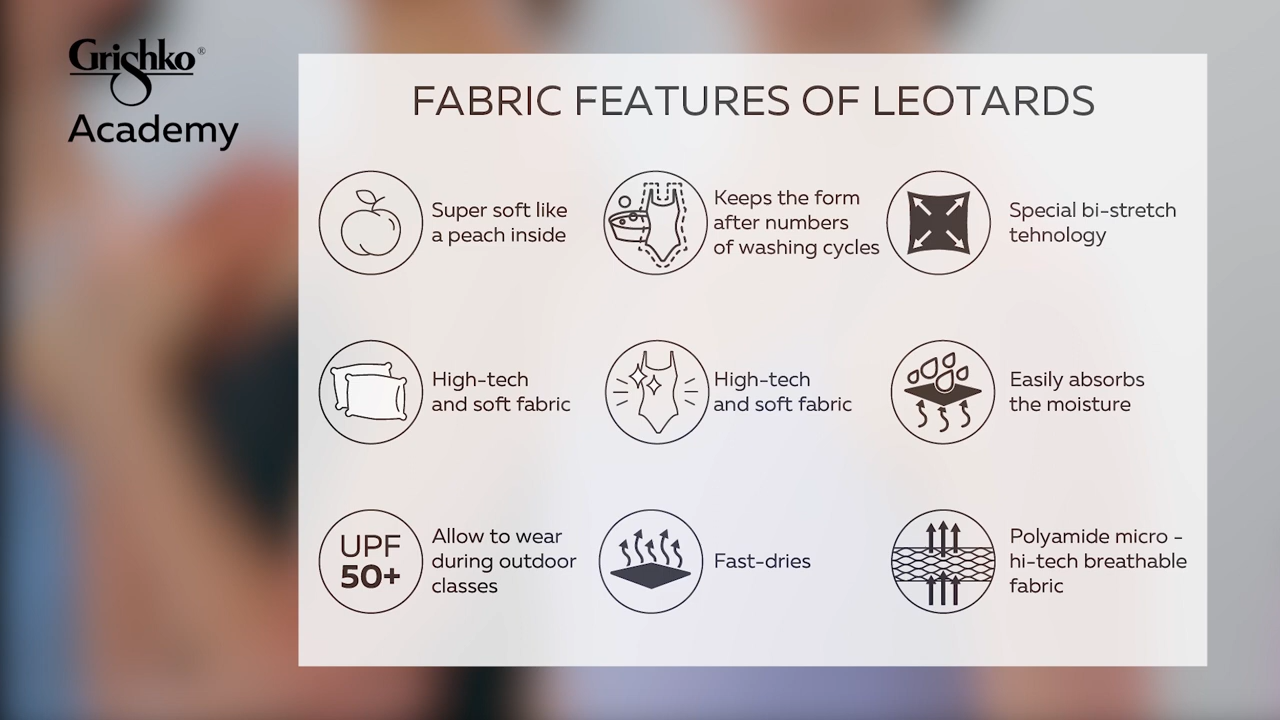 Grishko®
Academy
FABRIC FEATURES OF LEOTARDS
Super soft like
a peach inside
Keeps the form
after numbers
of washing cycles
Special bi-stretch
tehnology
High-tech
and soft fabric
High-tech
and soft fabric
Easily absorbs
the moisture
UPF
50+
Allow to wear
during outdoor
classes
Fast-dries
Polyamide micro -
hi-tech breathable
fabric